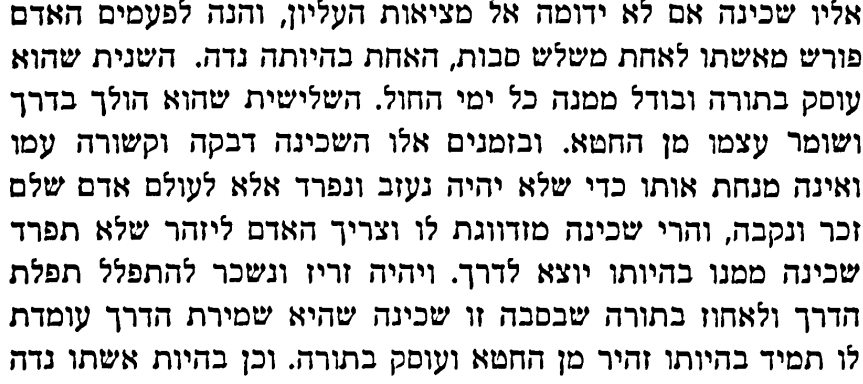 אליו שכינה אם לא ידומה אל מציאות העליון, והנה לפעמים האדם
פורש מאשתו לאחת משלש סבות, האחת בהיותה נדה. השנית שהוא
עוסק בתורה ובודל ממנה כל ימי החול. השלישית שהוא הולך בדרך
ושומר עצמו מן החטא. ובזמנים אלו השכינה דבקה וקשורה עמו
ואינה מנחת אותו כדי שלא יהיה נעזב ונפרד אלא לעולם אדם שלם
זכר ונקבה, והרי שכינה מזדווגת לו וצריך האדם ליזהר שלא תפרד
שכינה ממנו בהיותו יוצא לדרך. ויהיה זריז ונשכר להתפלל תפלת
הדרך ולאחוז בתורה שבסבה זו שכינה שהיא שמירת הדרך עומדת
לו תמיד בהיותו זהיר מן החטא ועוסק בתורה. וכן בהיות אשתו נדה